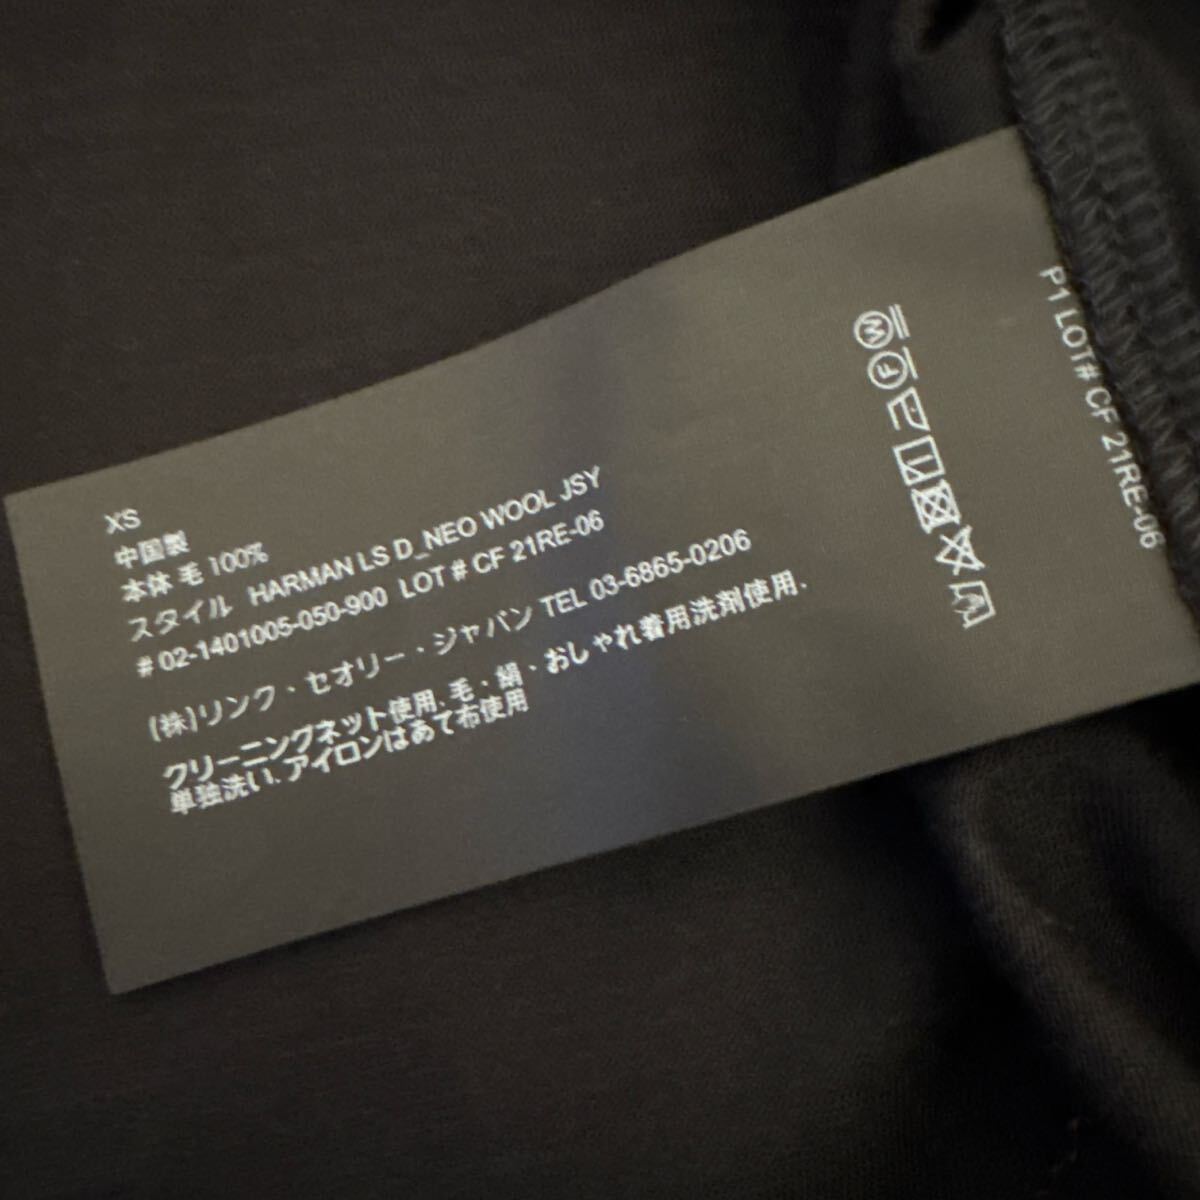 XS
中国製
本体 毛 100%
スタイル HARMAN LS D_NEO WOOL JSY
# 02-1401005-050-900 LOT # CF 21RE-06
(株)リンク・セオリー・ジャパン TEL 03-6865-0206
クリーニングネット使用. 毛・絹・おしゃれ着用洗剤使用.
単独洗い. アイロンはあて布使用
W
F
P1 LOT# CF 21RE-06